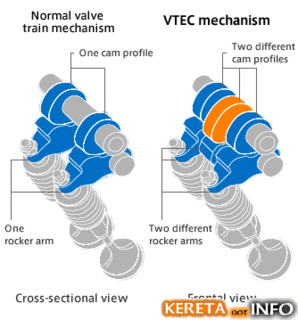 Normal valve
train mechanism
VTEC mechanism
One cam profile
Two different
cam profiles
One
rocker arm
Two different
rocker arms
Cross-sectional view
Frontal view
KERETA DOT INFO